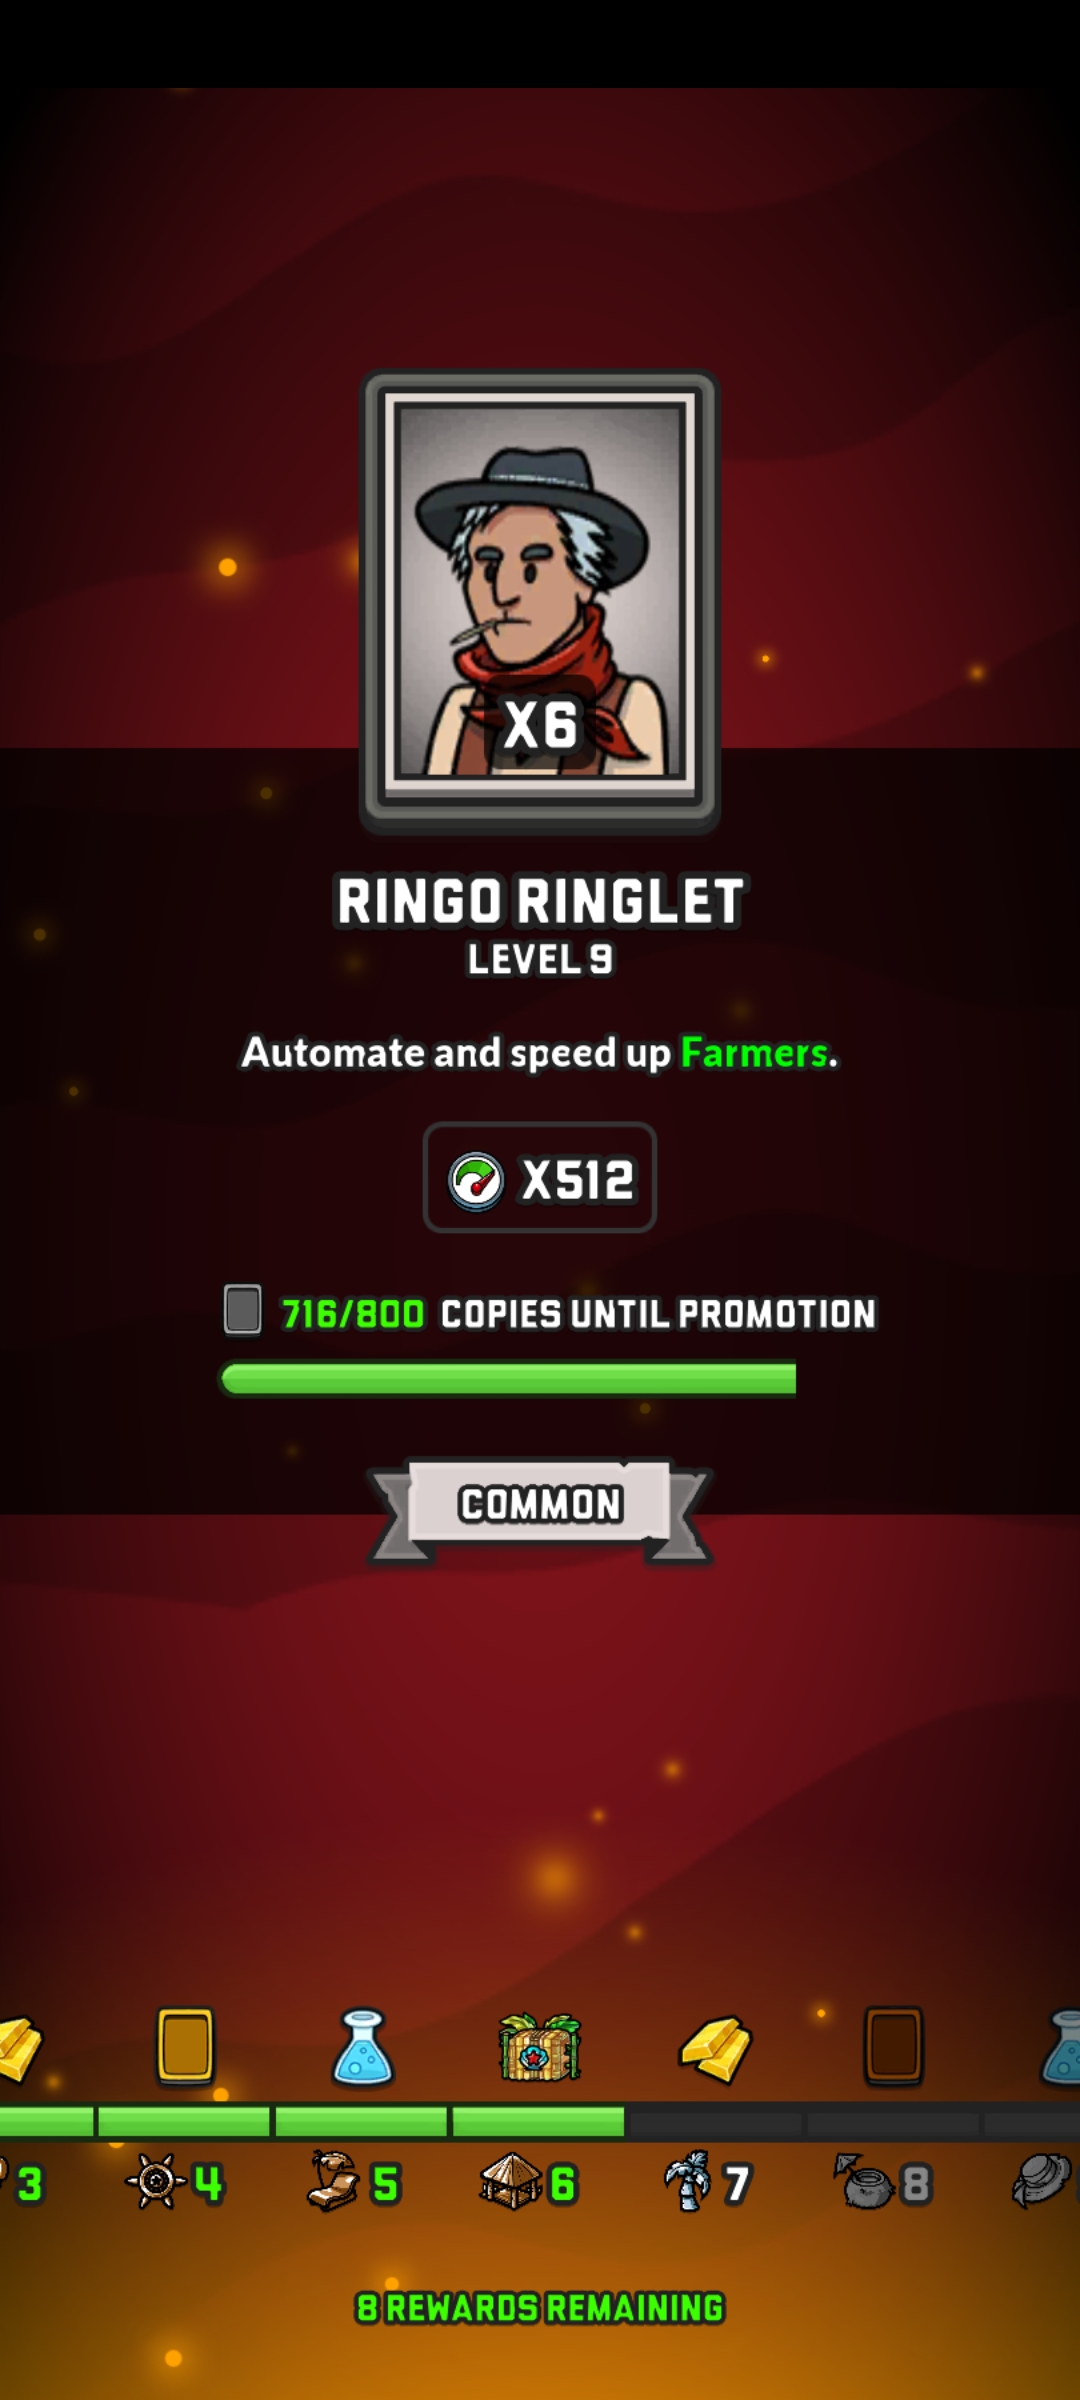 X6
RINGO RINGLET
LEVEL 9
Automate and speed up Farmers.
X512
716/800 COPIES UNTIL PROMOTION
COMMON
3 4 5 6 7 8
8 REWARDS REMAINING